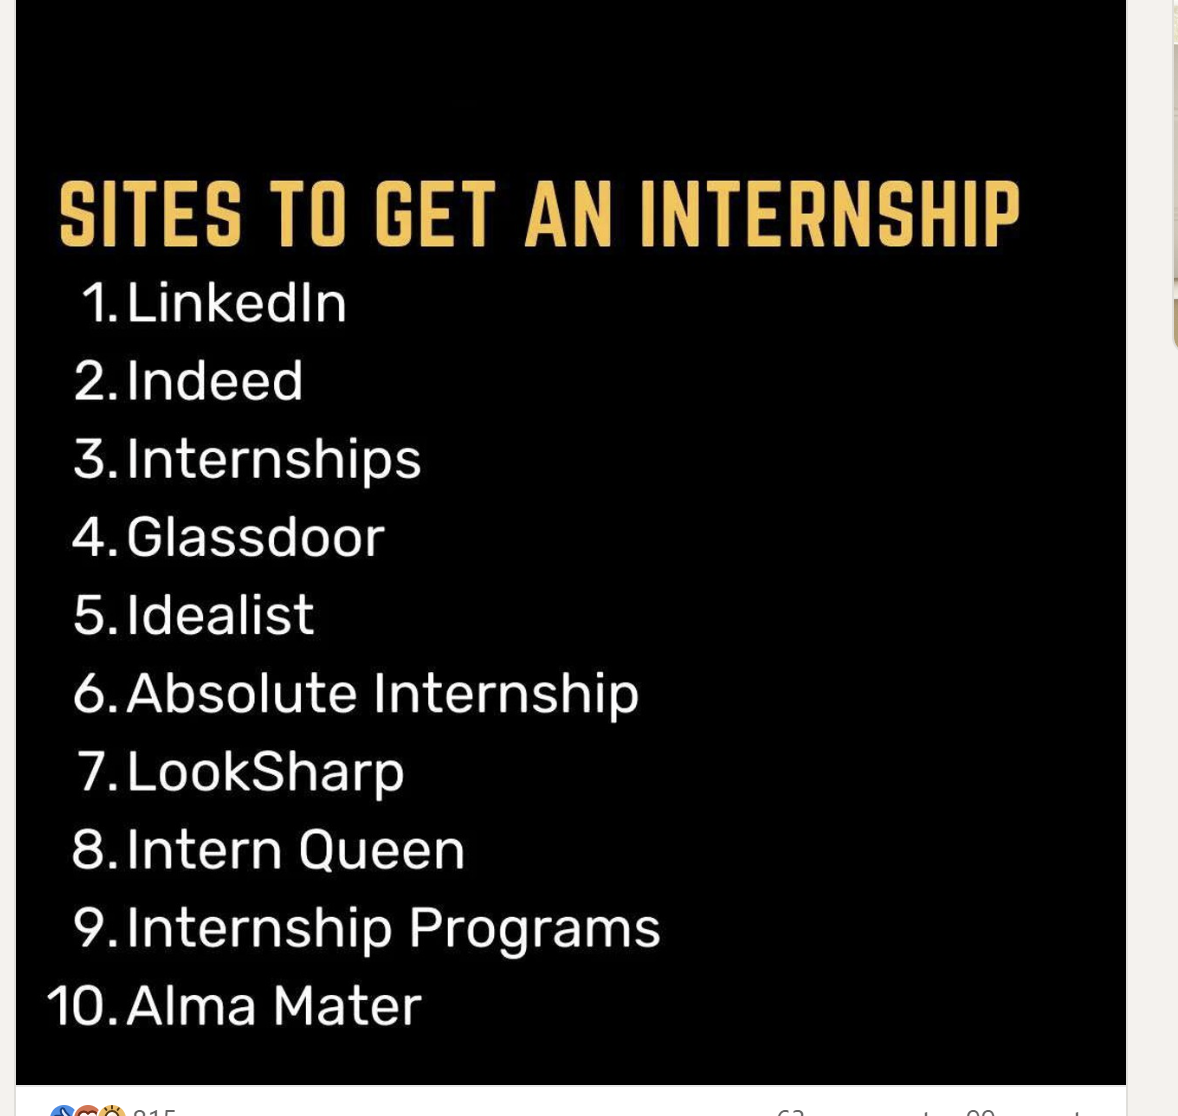 SITES TO GET AN INTERNSHIP
1. LinkedIn
2. Indeed
3. Internships
4. Glassdoor
5. Idealist
6. Absolute Internship
7. LookSharp
8. Intern Queen
9. Internship Programs
10. Alma Mater